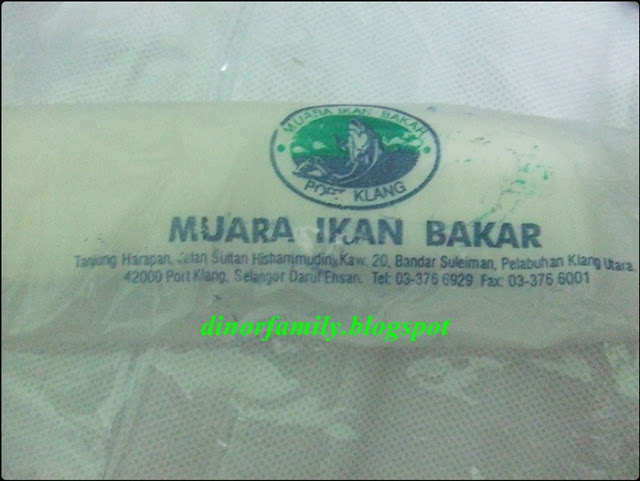 MUARA IKAN BAKAR
PORT KLANG
MUARA IKAN BAKAR
Tanjung Harapan, Jalan Sultan Hishammudin, Kaw. 20, Bandar Suleiman, Pelabuhan Klang Utara
42000 Port Klang, Selangor Darul Ehsan. Tel: 03-376 6929 Fax: 03-376 6001
dinorfamily.blogspot